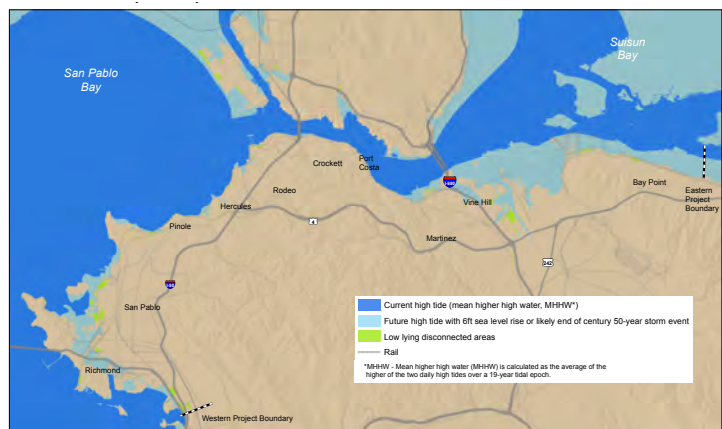 San Pablo
Bay
Suisun
Bay
Crockett
Port
Costa
680
Rodeo
Bay Point
Eastern
Project
Boundary
Hercules
Vine Hill
4
Pinole
Martinez
242
80
San Pablo
Current high tide (mean higher high water, MHHW*)
Future high tide with 6ft sea level rise or likely end of century 50-year storm event
Low lying disconnected areas
Rail
*MHHW - Mean higher high water (MHHW) is calculated as the average of the
higher of the two daily high tides over a 19-year tidal epoch.
Richmond
Western Project Boundary